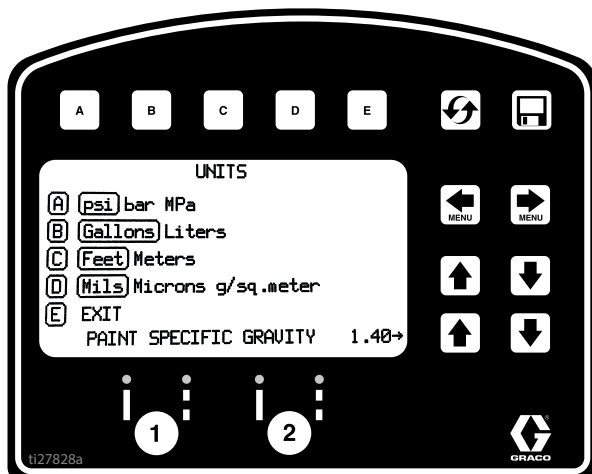 A B C D E
UNITS
A psi bar MPa
B Gallons Liters
C Feet Meters
D Mils Microns g/sq.meter
E EXIT
PAINT SPECIFIC GRAVITY 1.40→
MENU MENU
1 2
ti27828a
GRACO